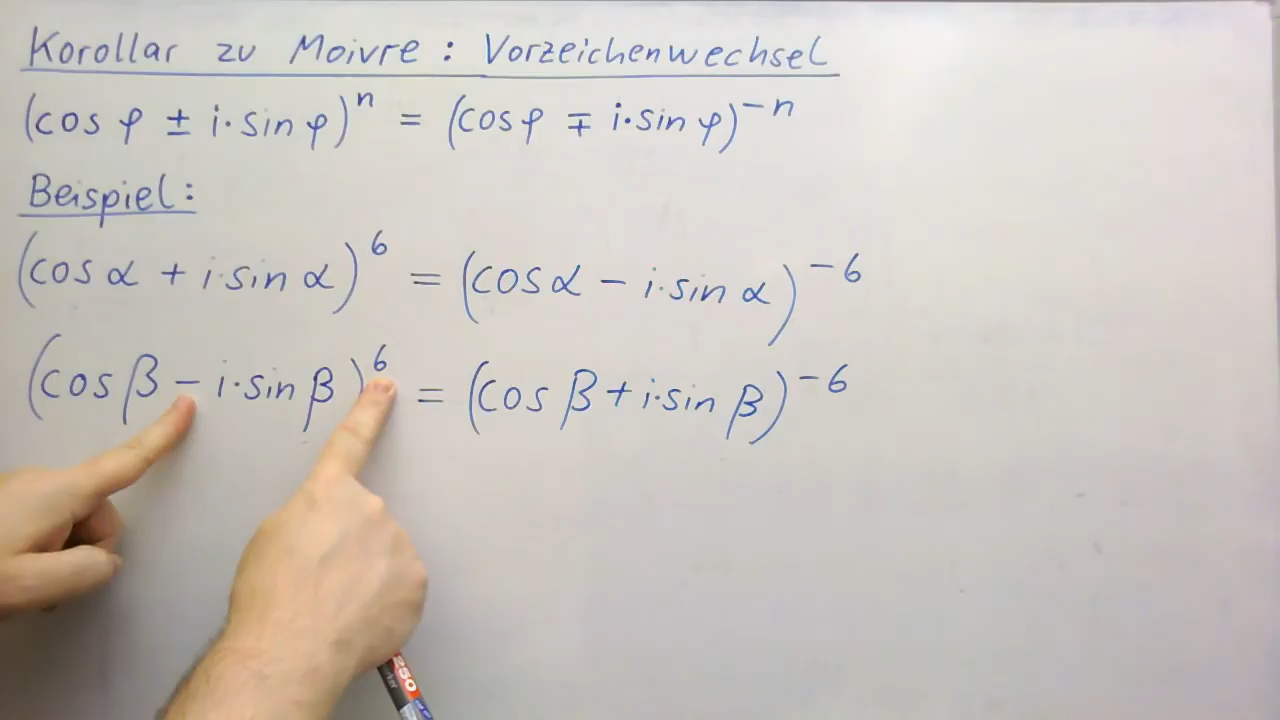 Korollar zu Moivre : Vorzeichenwechsel
(cos φ ± i·sin φ)ⁿ = (cos φ ∓ i·sin φ)⁻ⁿ
Beispiel:
(cos α + i·sin α)⁶ = (cos α − i·sin α)⁻⁶
(cos β − i·sin β)⁶ = (cos β + i·sin β)⁻⁶
250